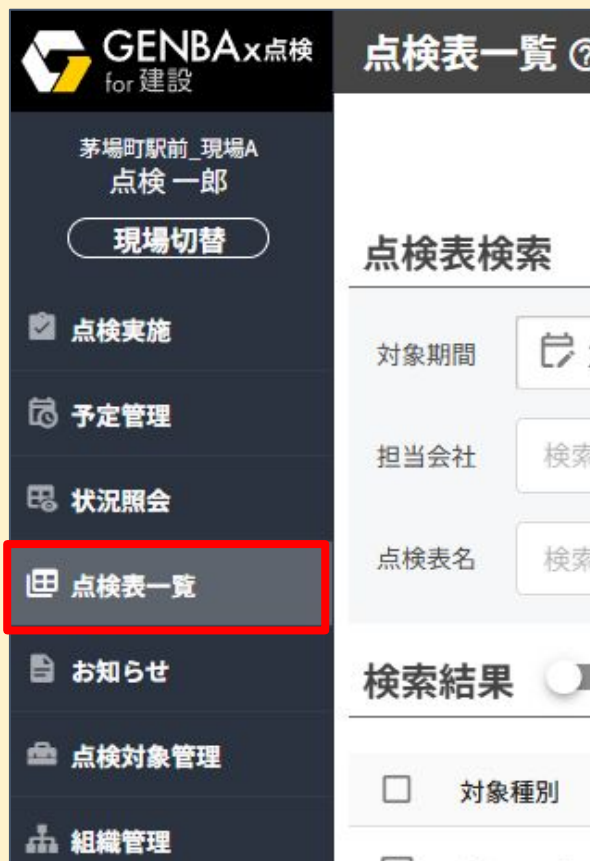 GENBAx点検
for 建設
点検表一覧
茅場町駅前_現場A
点検 一郎
現場切替
点検表検索
点検実施
対象期間
予定管理
担当会社
検索
状況照会
点検表名
検索
点検表一覧
お知らせ
検索結果
点検対象管理
対象種別
組織管理